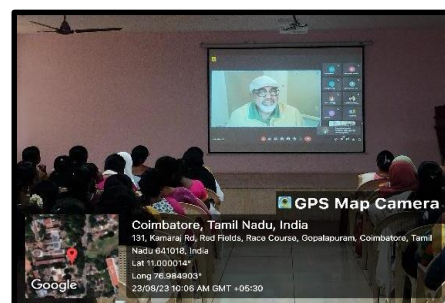 GPS Map Camera
Coimbatore, Tamil Nadu, India
131, Kamaraj Rd, Red Fields, Race Course, Gopalapuram, Coimbatore, Tamil
Nadu 641018, India
Lat 11.000014°
Long 76.984903°
23/08/23 10:06 AM GMT +05:30
Google